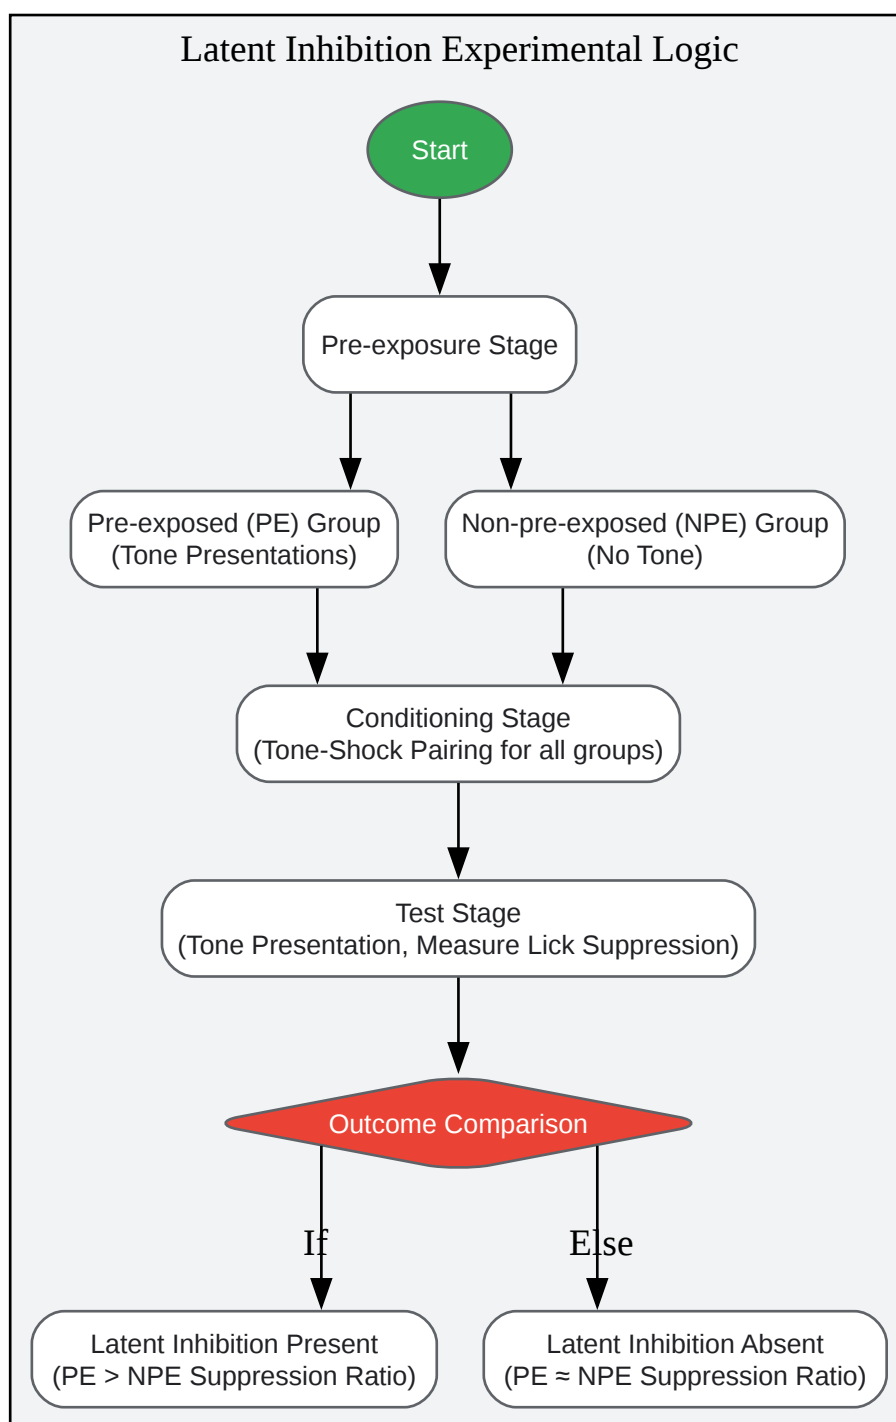 Latent Inhibition Experimental Logic
Start
Pre-exposure Stage
Pre-exposed (PE) Group
(Tone Presentations)
Non-pre-exposed (NPE) Group
(No Tone)
Conditioning Stage
(Tone-Shock Pairing for all groups)
Test Stage
(Tone Presentation, Measure Lick Suppression)
Outcome Comparison
If
Else
Latent Inhibition Present
(PE > NPE Suppression Ratio)
Latent Inhibition Absent
(PE ≈ NPE Suppression Ratio)